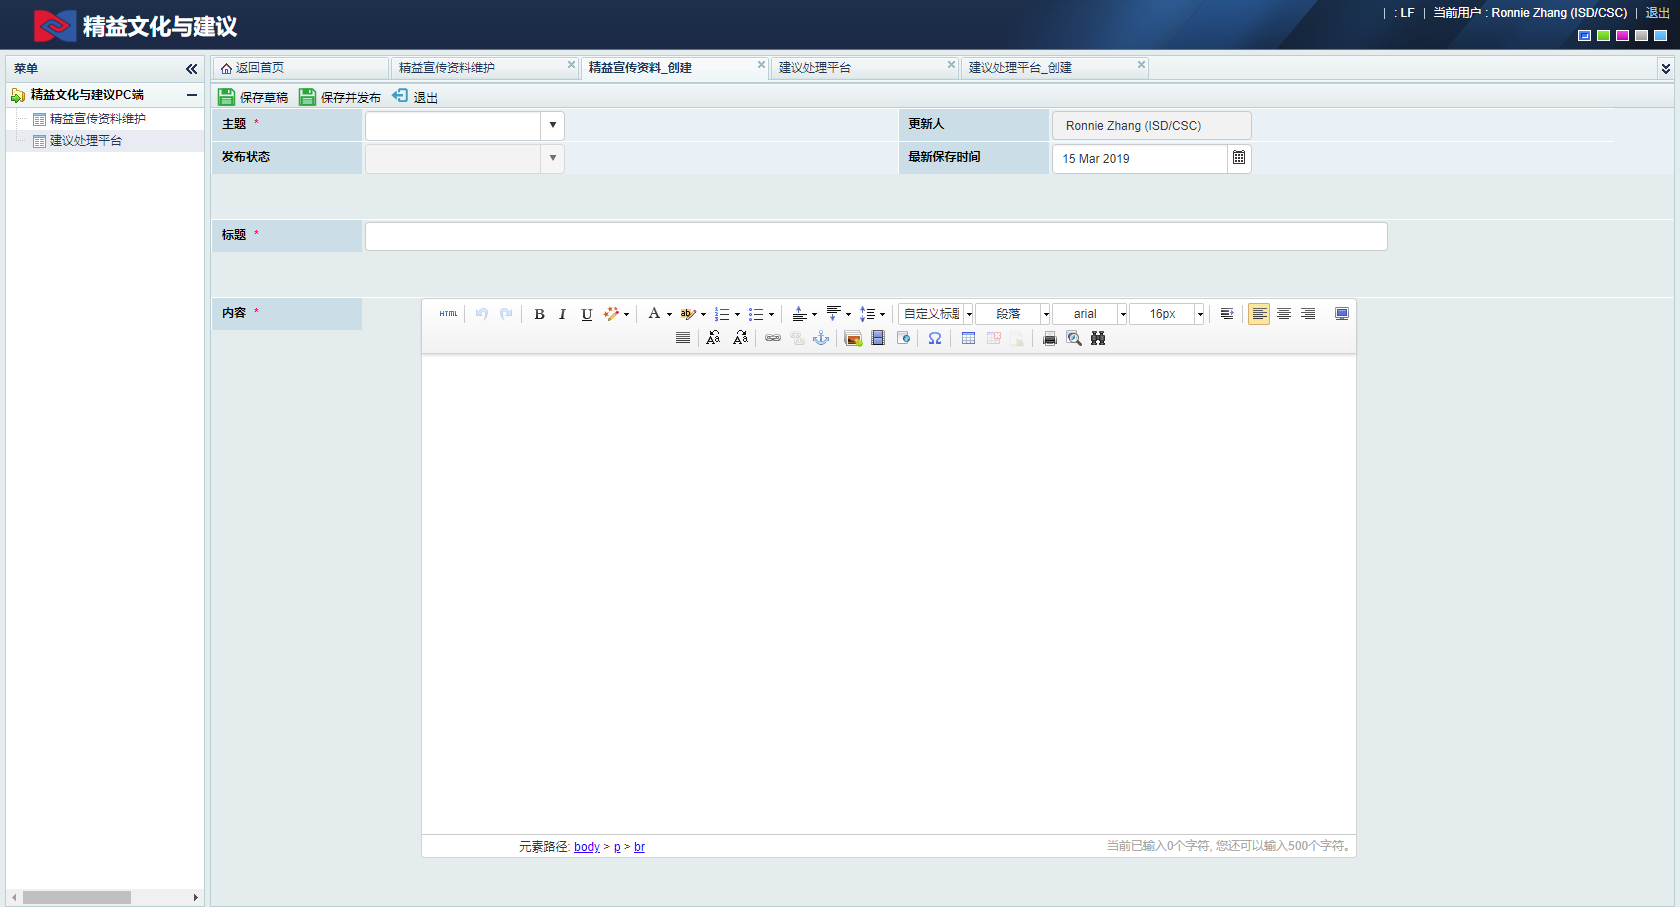 精益文化与建议
| : LF | 当前用户 : Ronnie Zhang (ISD/CSC) | 退出
菜单
精益文化与建议PC端
精益宣传资料维护
建议处理平台
返回首页 精益宣传资料维护 精益宣传资料_创建 建议处理平台 建议处理平台_创建
保存草稿 保存并发布 退出
主题 * 更新人 Ronnie Zhang (ISD/CSC)
发布状态 最新保存时间 15 Mar 2019
标题 *
内容 *
HTML B I U A ab 自定义标题 段落 arial 16px
元素路径: body > p > br 当前已输入0个字符, 您还可以输入500个字符。